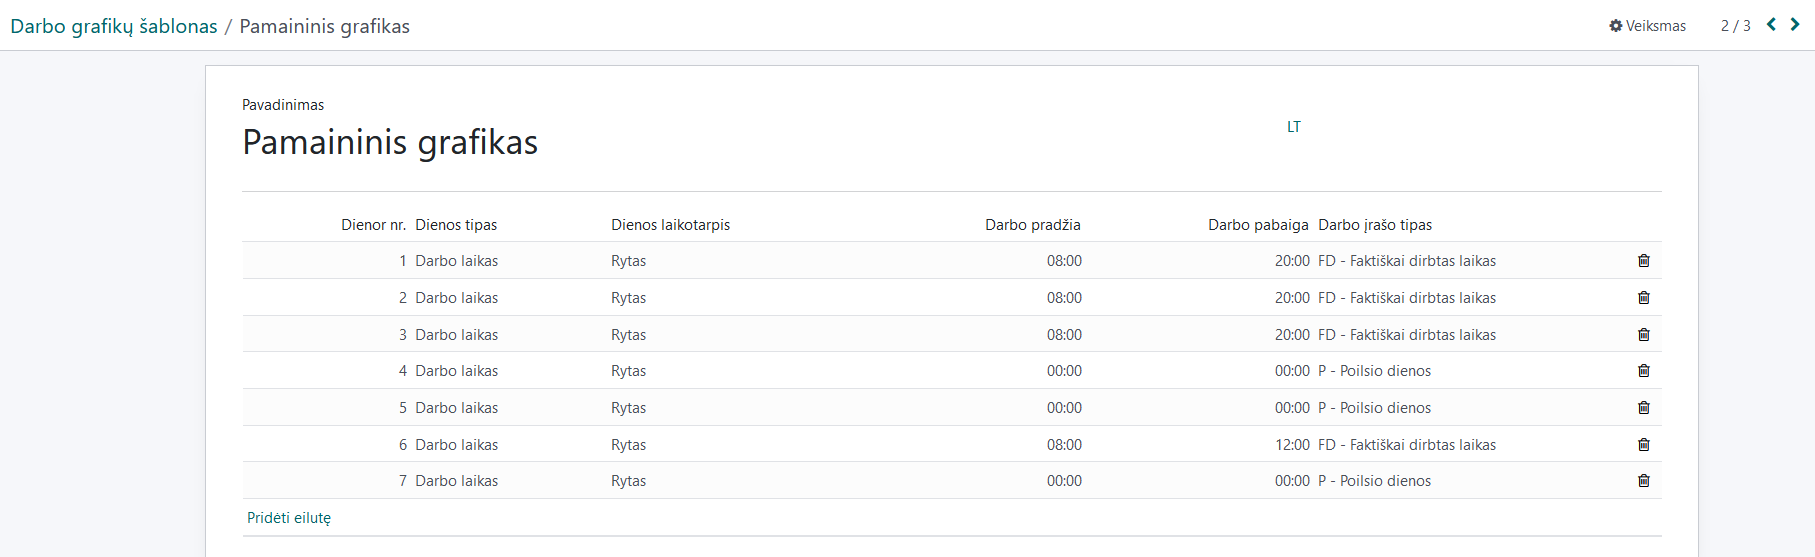 Darbo grafikų šablonas / Pamaininis grafikas
Veiksmas 2 / 3
Pavadinimas
Pamaininis grafikas
LT
Dienor nr. Dienos tipas Dienos laikotarpis Darbo pradžia Darbo pabaiga Darbo įrašo tipas
1 Darbo laikas Rytas 08:00 20:00 FD - Faktiškai dirbtas laikas
2 Darbo laikas Rytas 08:00 20:00 FD - Faktiškai dirbtas laikas
3 Darbo laikas Rytas 08:00 20:00 FD - Faktiškai dirbtas laikas
4 Darbo laikas Rytas 00:00 00:00 P - Poilsio dienos
5 Darbo laikas Rytas 00:00 00:00 P - Poilsio dienos
6 Darbo laikas Rytas 08:00 12:00 FD - Faktiškai dirbtas laikas
7 Darbo laikas Rytas 00:00 00:00 P - Poilsio dienos
Pridėti eilutę